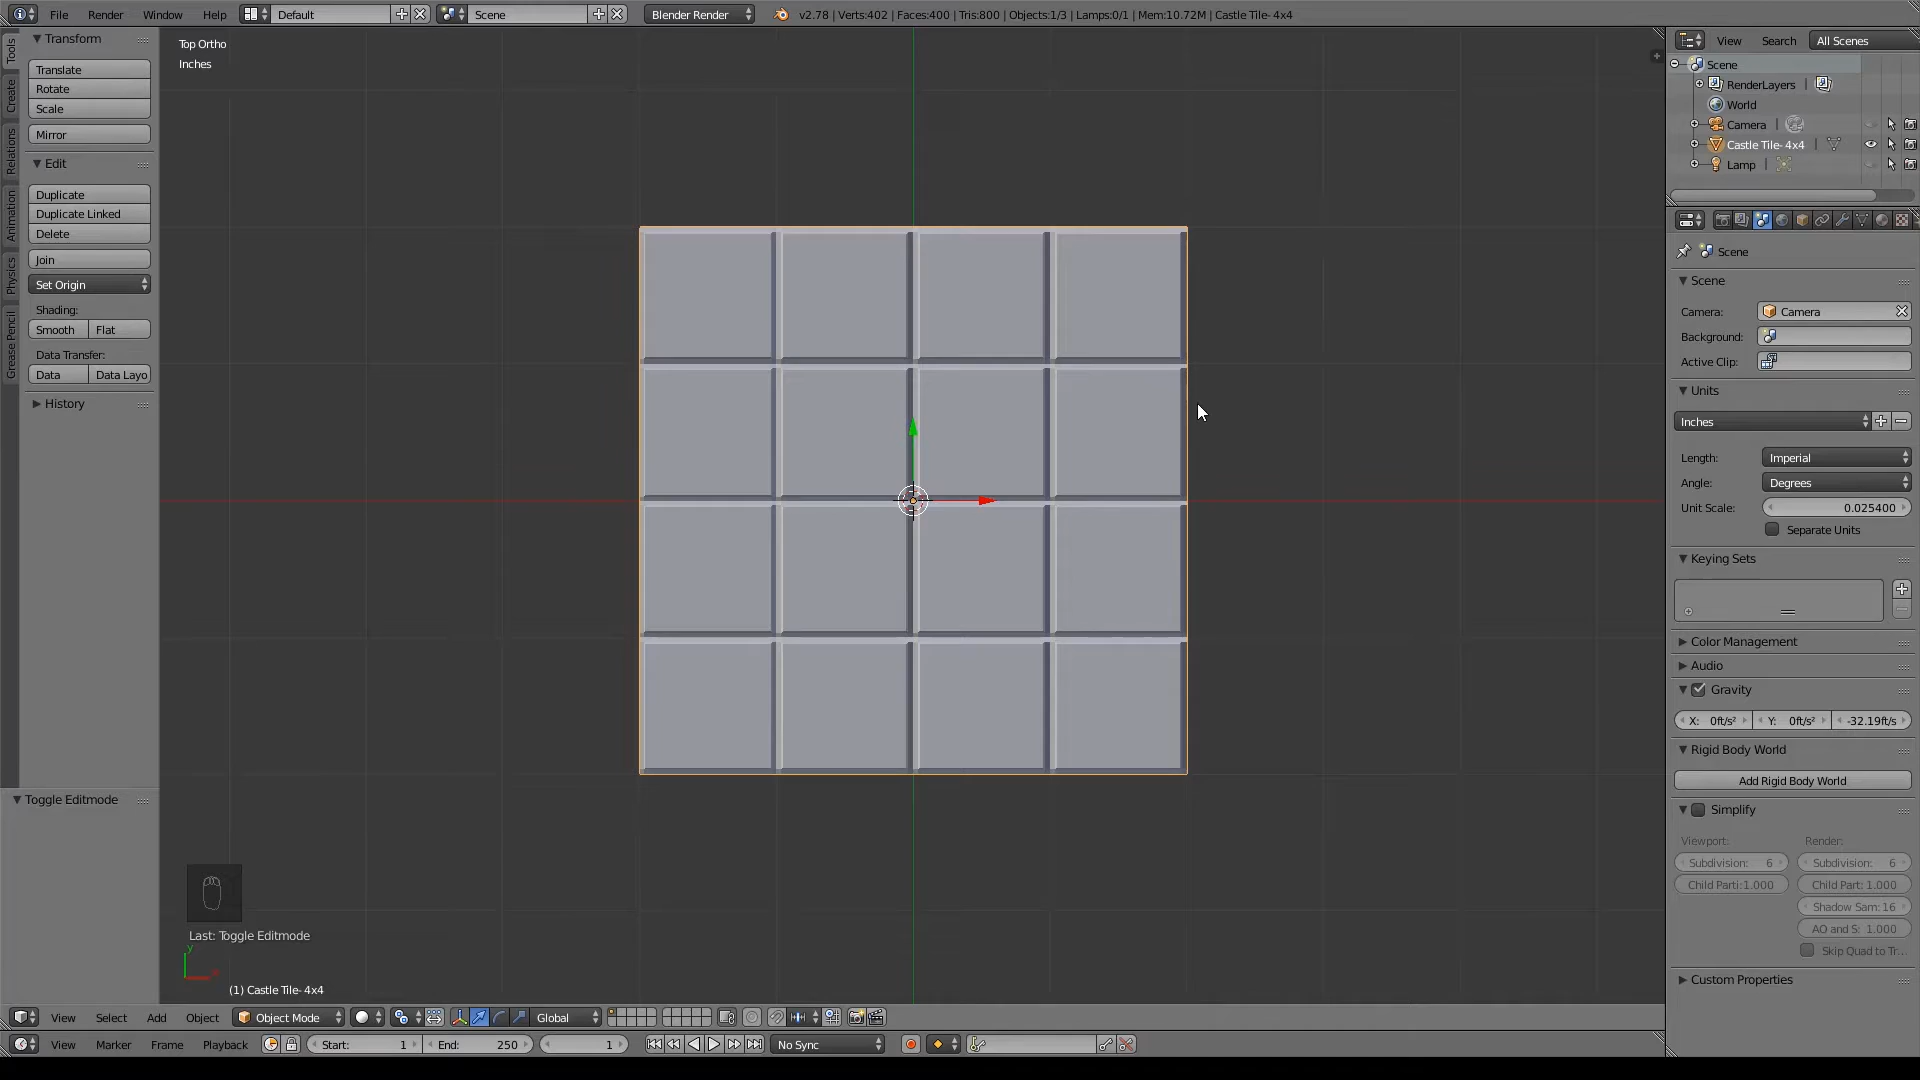 File Render Window Help Default Scene Blender Render v2.78 | Verts:402 | Faces:400 | Tris:800 | Objects:1/3 | Lamps:0/1 | Mem:10.72M | Castle Tile- 4x4
Tools
Create
Relations
Animation
Physics
Grease Pencil
Transform
Translate
Rotate
Scale
Mirror
Edit
Duplicate
Duplicate Linked
Delete
Join
Set Origin
Shading:
Smooth Flat
Data Transfer:
Data Data Layo
History
Toggle Editmode
Top Ortho
Inches
Last: Toggle Editmode
y
x
(1) Castle Tile- 4x4
View Select Add Object Object Mode Global
View Marker Frame Playback Start: 1 End: 250 1 No Sync
View Search All Scenes
Scene
RenderLayers |
World
Camera |
Castle Tile- 4x4 |
Lamp |
Scene
Scene
Camera: Camera
Background:
Active Clip:
Units
Inches
Length: Imperial
Angle: Degrees
Unit Scale: 0.025400
Separate Units
Keying Sets
Color Management
Audio
Gravity
X: 0ft/s² Y: 0ft/s² -32.19ft/s
Rigid Body World
Add Rigid Body World
Simplify
Viewport: Render:
Subdivision: 6 Subdivision: 6
Child Parti:1.000 Child Part: 1.000
Shadow Sam: 16
AO and S: 1.000
Skip Quad to Tr...
Custom Properties